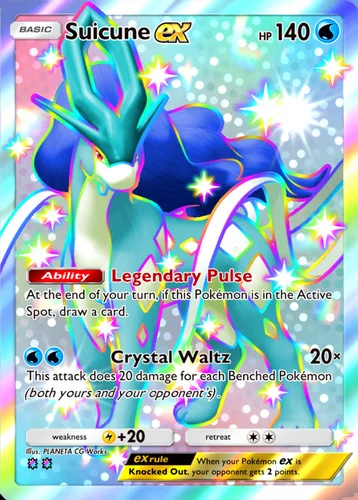 BASIC Suicune ex HP 140
Ability Legendary Pulse
At the end of your turn, if this Pokémon is in the Active
Spot, draw a card.
Crystal Waltz 20×
This attack does 20 damage for each Benched Pokémon
(both yours and your opponent's).
weakness +20 retreat
Illus. PLANETA CG Works
ex rule When your Pokémon ex is
Knocked Out, your opponent gets 2 points.